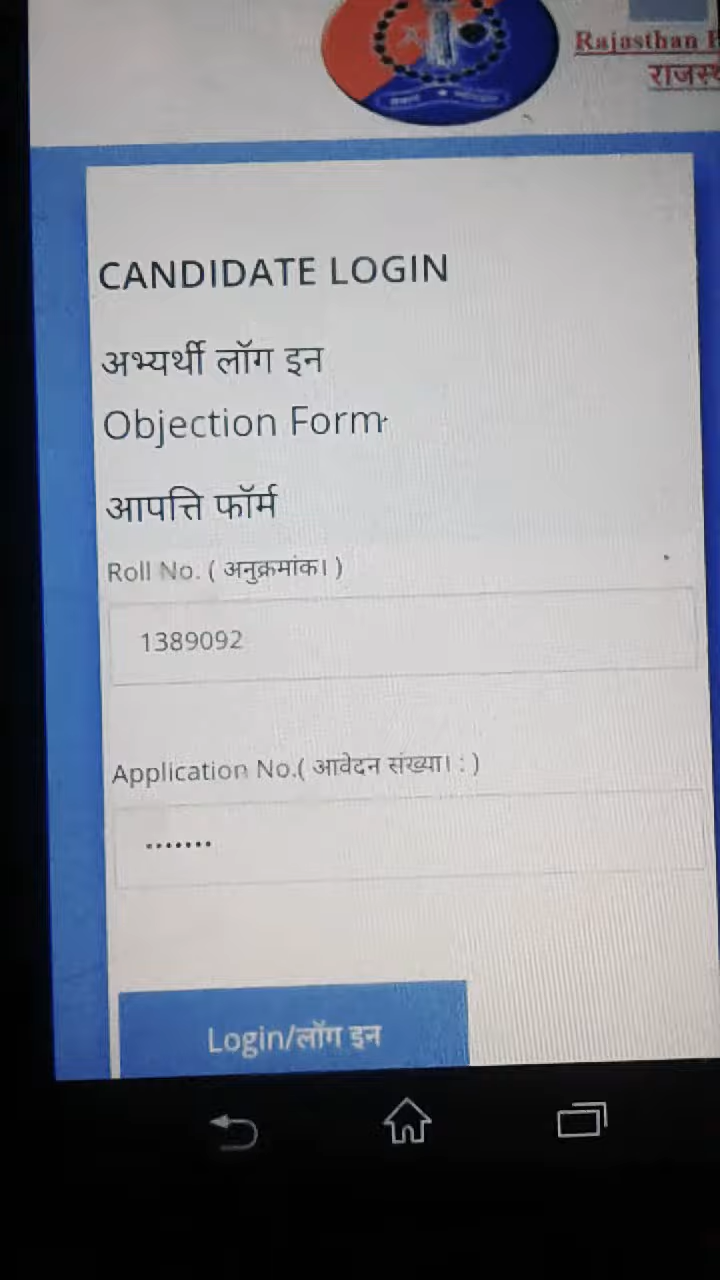 Rajasthan
CANDIDATE LOGIN
अभ्यर्थी लॉग इन
Objection Form
आपत्ति फॉर्म
Roll No. ( अनुक्रमांक। )
1389092
Application No.( आवेदन संख्या। : )
•••••••
Login/लॉग इन